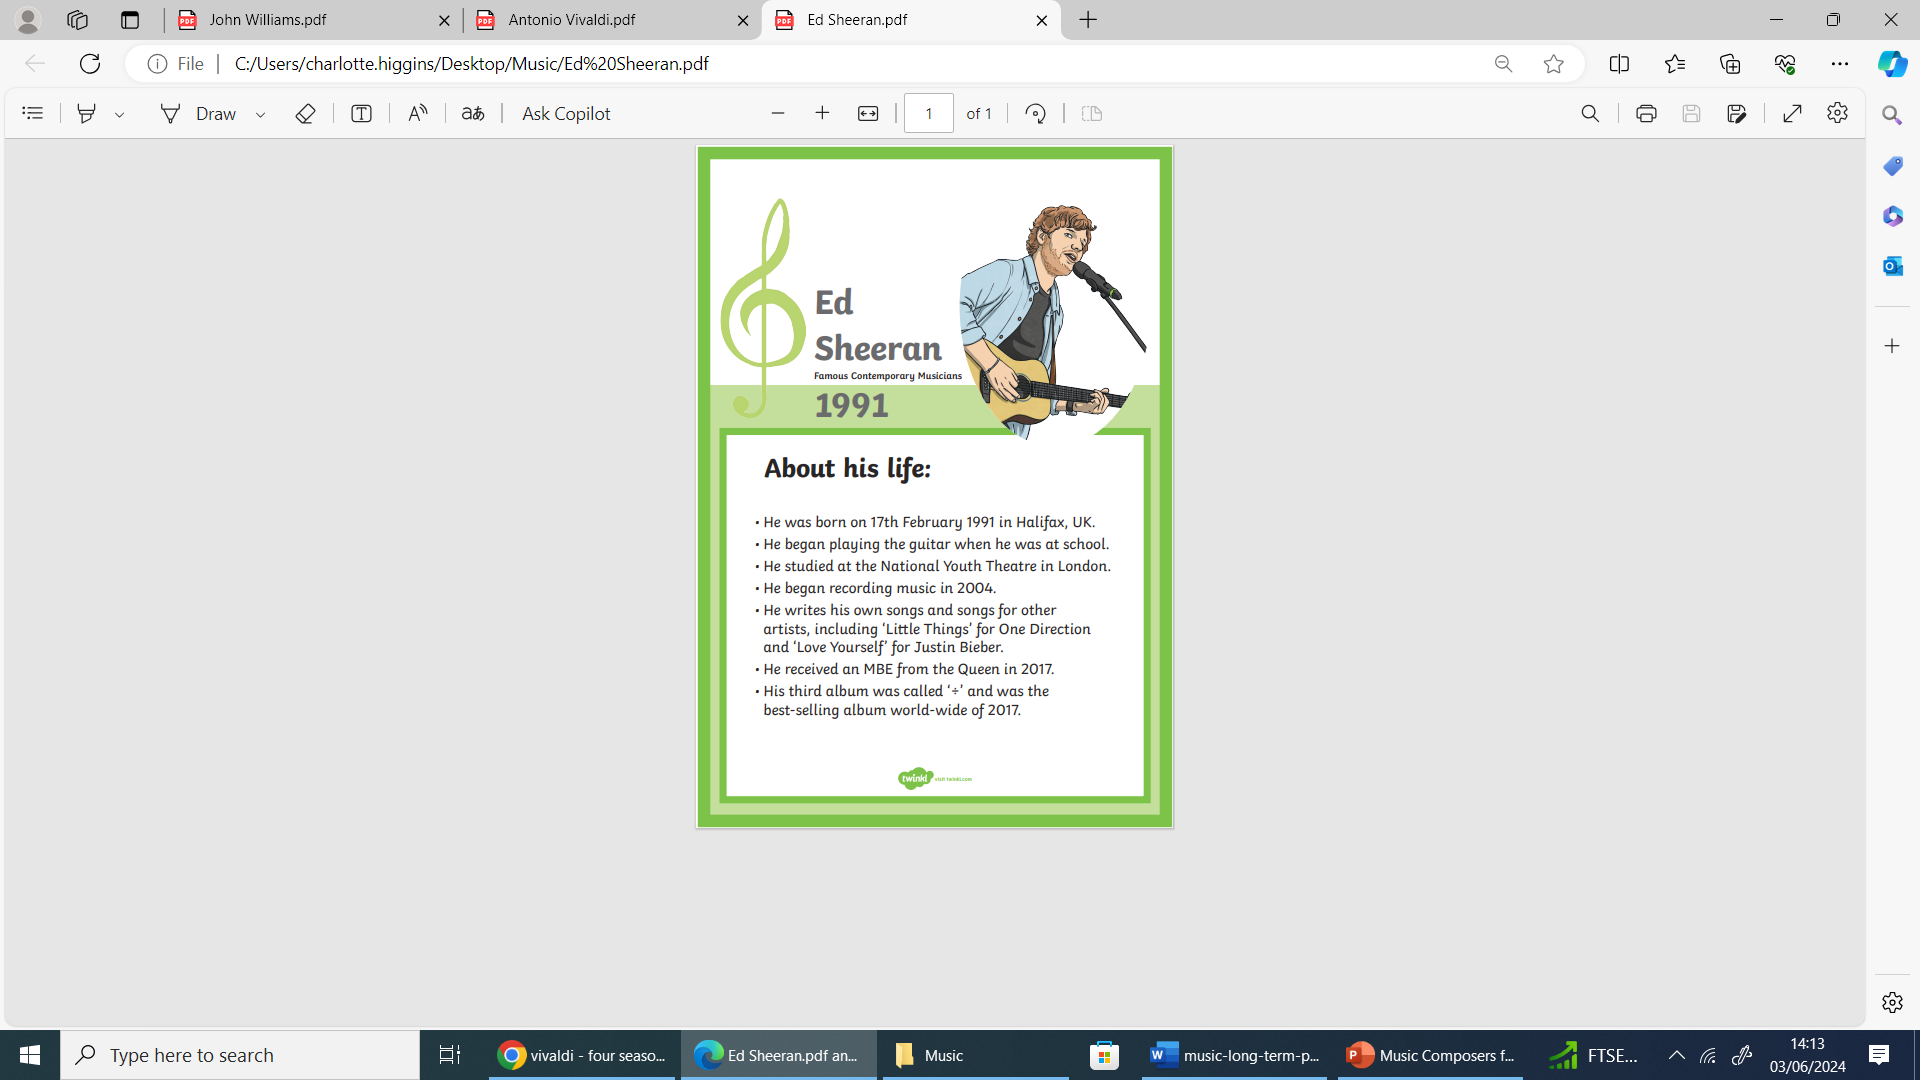 John Williams.pdf
Antonio Vivaldi.pdf
Ed Sheeran.pdf
File
C:/Users/charlotte.higgins/Desktop/Music/Ed%20Sheeran.pdf
Draw
aあ
Ask Copilot
1
of 1
Ed
Sheeran
Famous Contemporary Musicians
1991
About his life:
• He was born on 17th February 1991 in Halifax, UK.
• He began playing the guitar when he was at school.
• He studied at the National Youth Theatre in London.
• He began recording music in 2004.
• He writes his own songs and songs for other
artists, including ‘Little Things’ for One Direction
and ‘Love Yourself’ for Justin Bieber.
• He received an MBE from the Queen in 2017.
• His third album was called ‘÷’ and was the
best-selling album world-wide of 2017.
twinkl visit twinkl.com
Type here to search
vivaldi - four seaso...
Ed Sheeran.pdf an...
Music
music-long-term-p...
Music Composers f...
FTSE...
14:13
03/06/2024